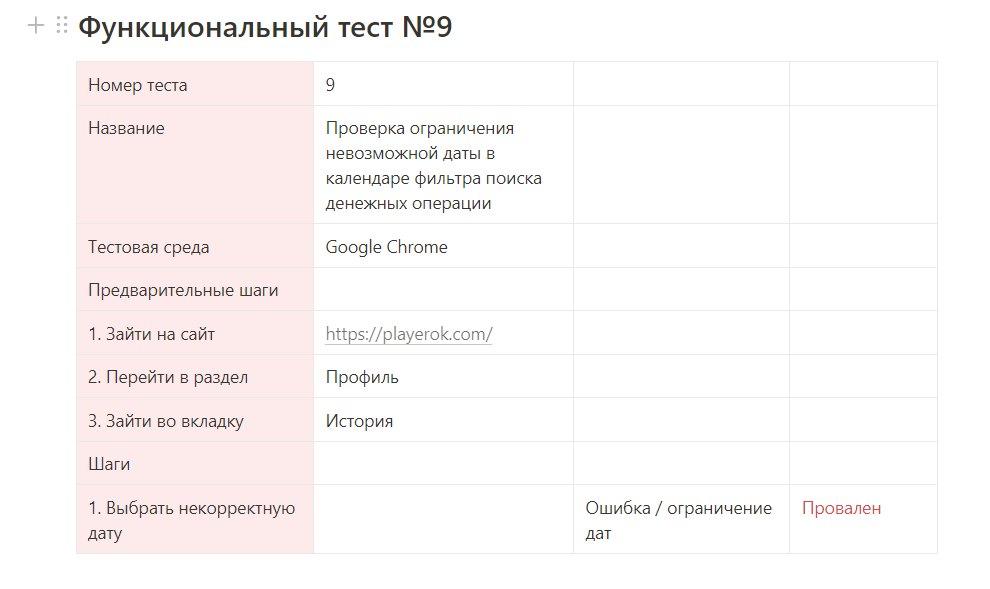 Функциональный тест №9
Номер теста
9
Название
Проверка ограничения
невозможной даты в
календаре фильтра поиска
денежных операции
Тестовая среда
Google Chrome
Предварительные шаги
1. Зайти на сайт
https://playerok.com/
2. Перейти в раздел
Профиль
3. Зайти во вкладку
История
Шаги
1. Выбрать некорректную
дату
Ошибка / ограничение
дат
Провален